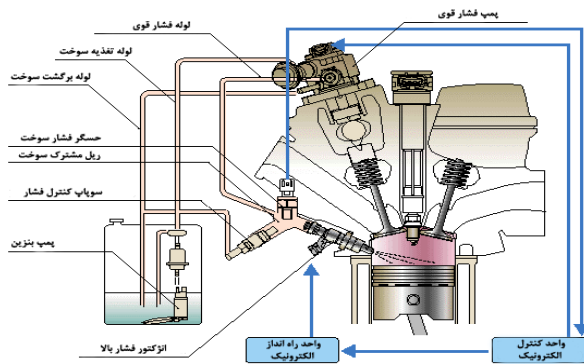 پمپ فشار قوی
لوله فشار قوی
لوله تغذیه سوخت
لوله برگشت سوخت
حسگر فشار سوخت
ریل مشترک سوخت
سوپاپ کنترل فشار
پمپ بنزین
انژکتور فشار بالا
واحد راه انداز
الکترونیک
واحد کنترل
الکترونیک